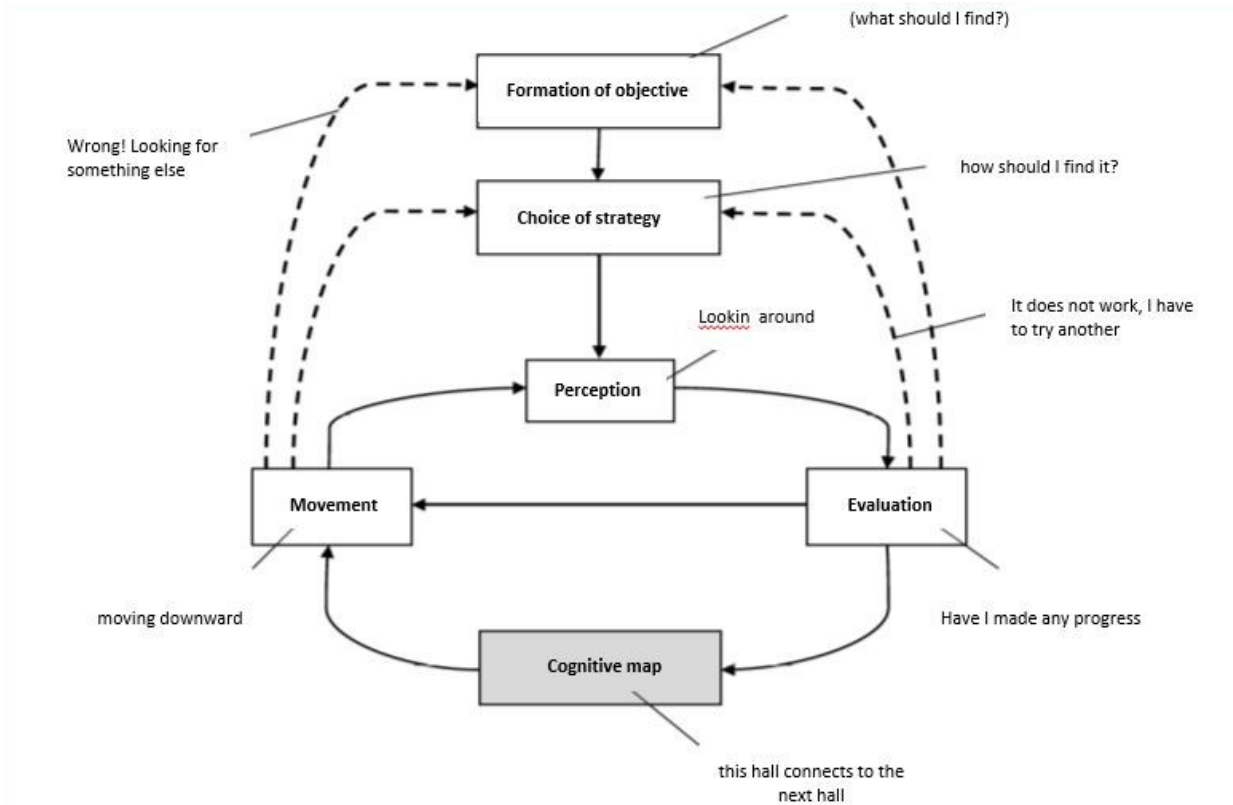 (what should I find?)
Formation of objective
Wrong! Looking for
something else
how should I find it?
Choice of strategy
It does not work, I have
to try another
Lookin around
Perception
Movement
Evaluation
moving downward
Have I made any progress
Cognitive map
this hall connects to the
next hall